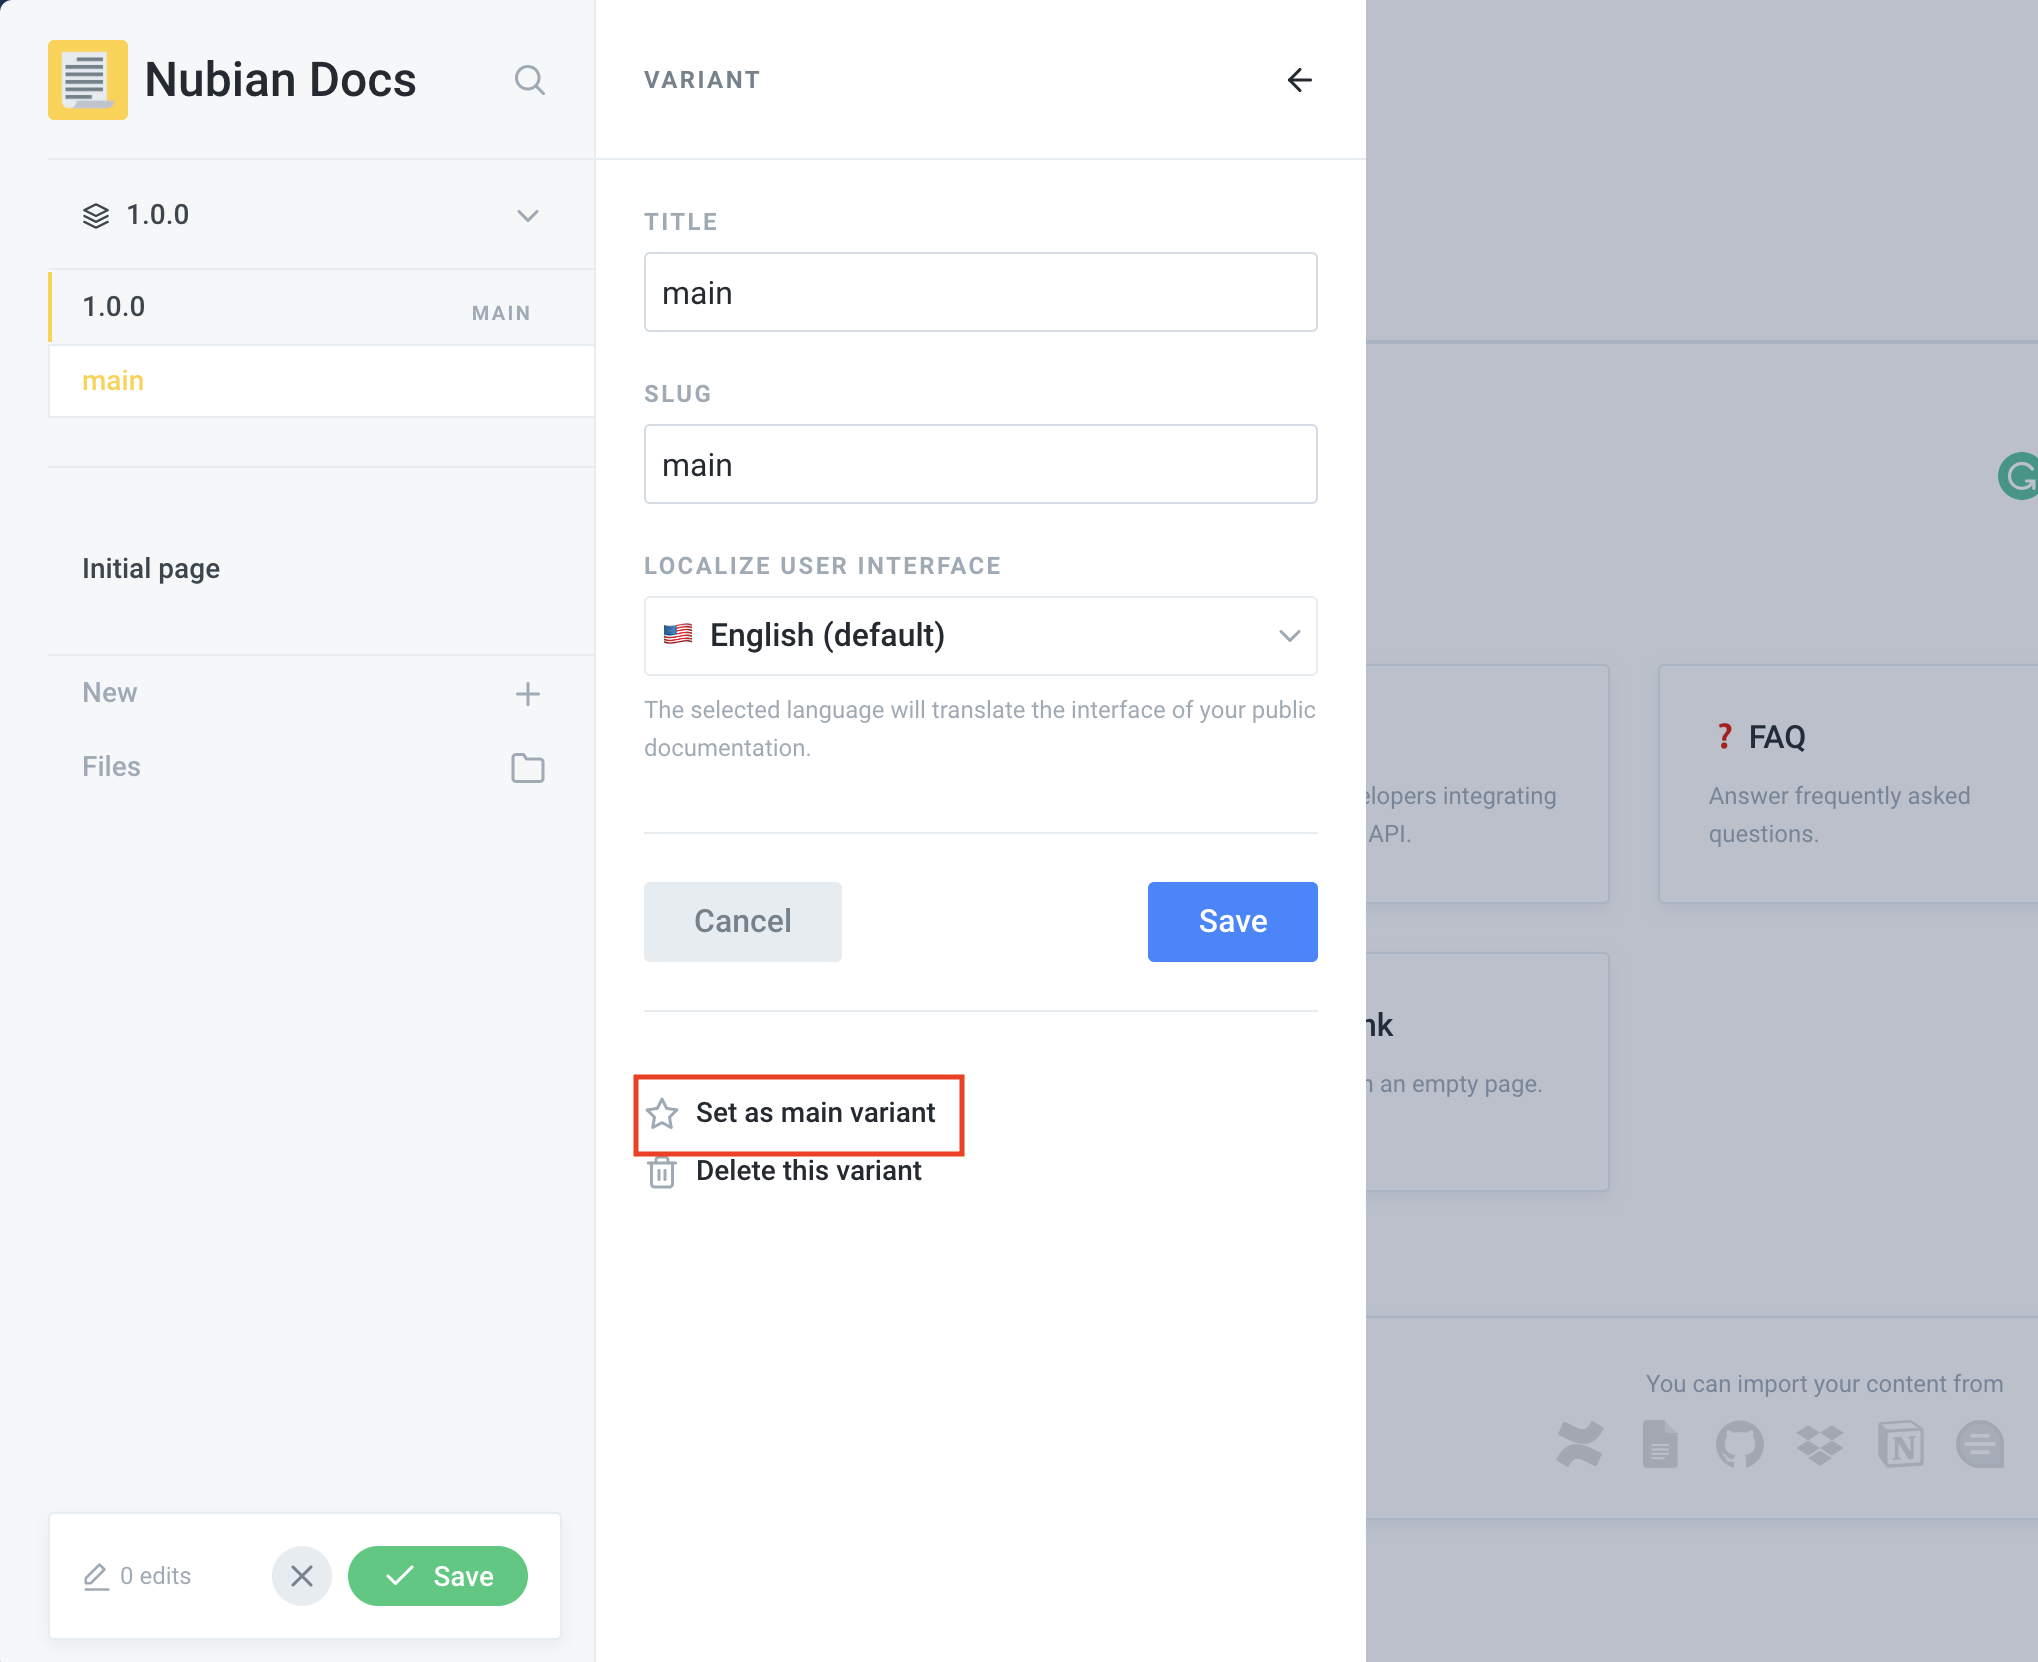 Nubian Docs
1.0.0
1.0.0
MAIN
main
Initial page
New
Files
0 edits
Save
VARIANT
TITLE
main
SLUG
main
LOCALIZE USER INTERFACE
English (default)
The selected language will translate the interface of your public
documentation.
Cancel
Save
Set as main variant
Delete this variant
integrating
API.
? FAQ
Answer frequently asked
questions.
an empty page.
You can import your content from
N